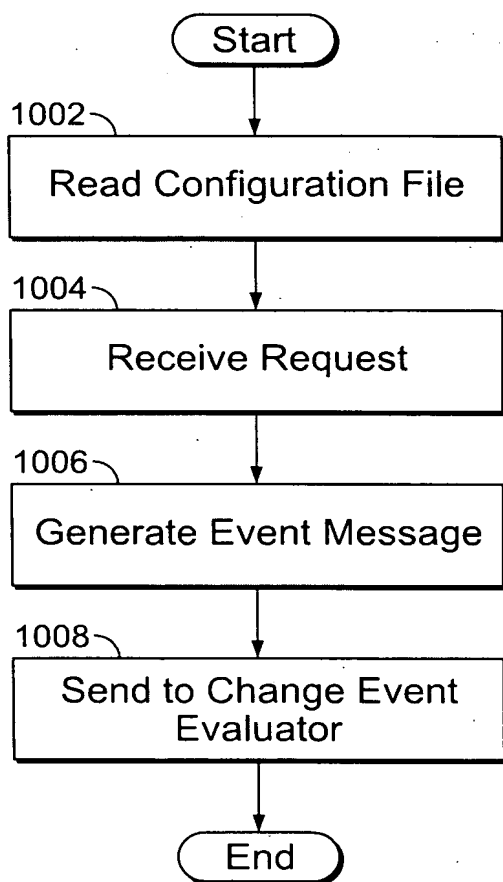 Start
1002
Read Configuration File
1004
Receive Request
1006
Generate Event Message
1008
Send to Change Event
Evaluator
End